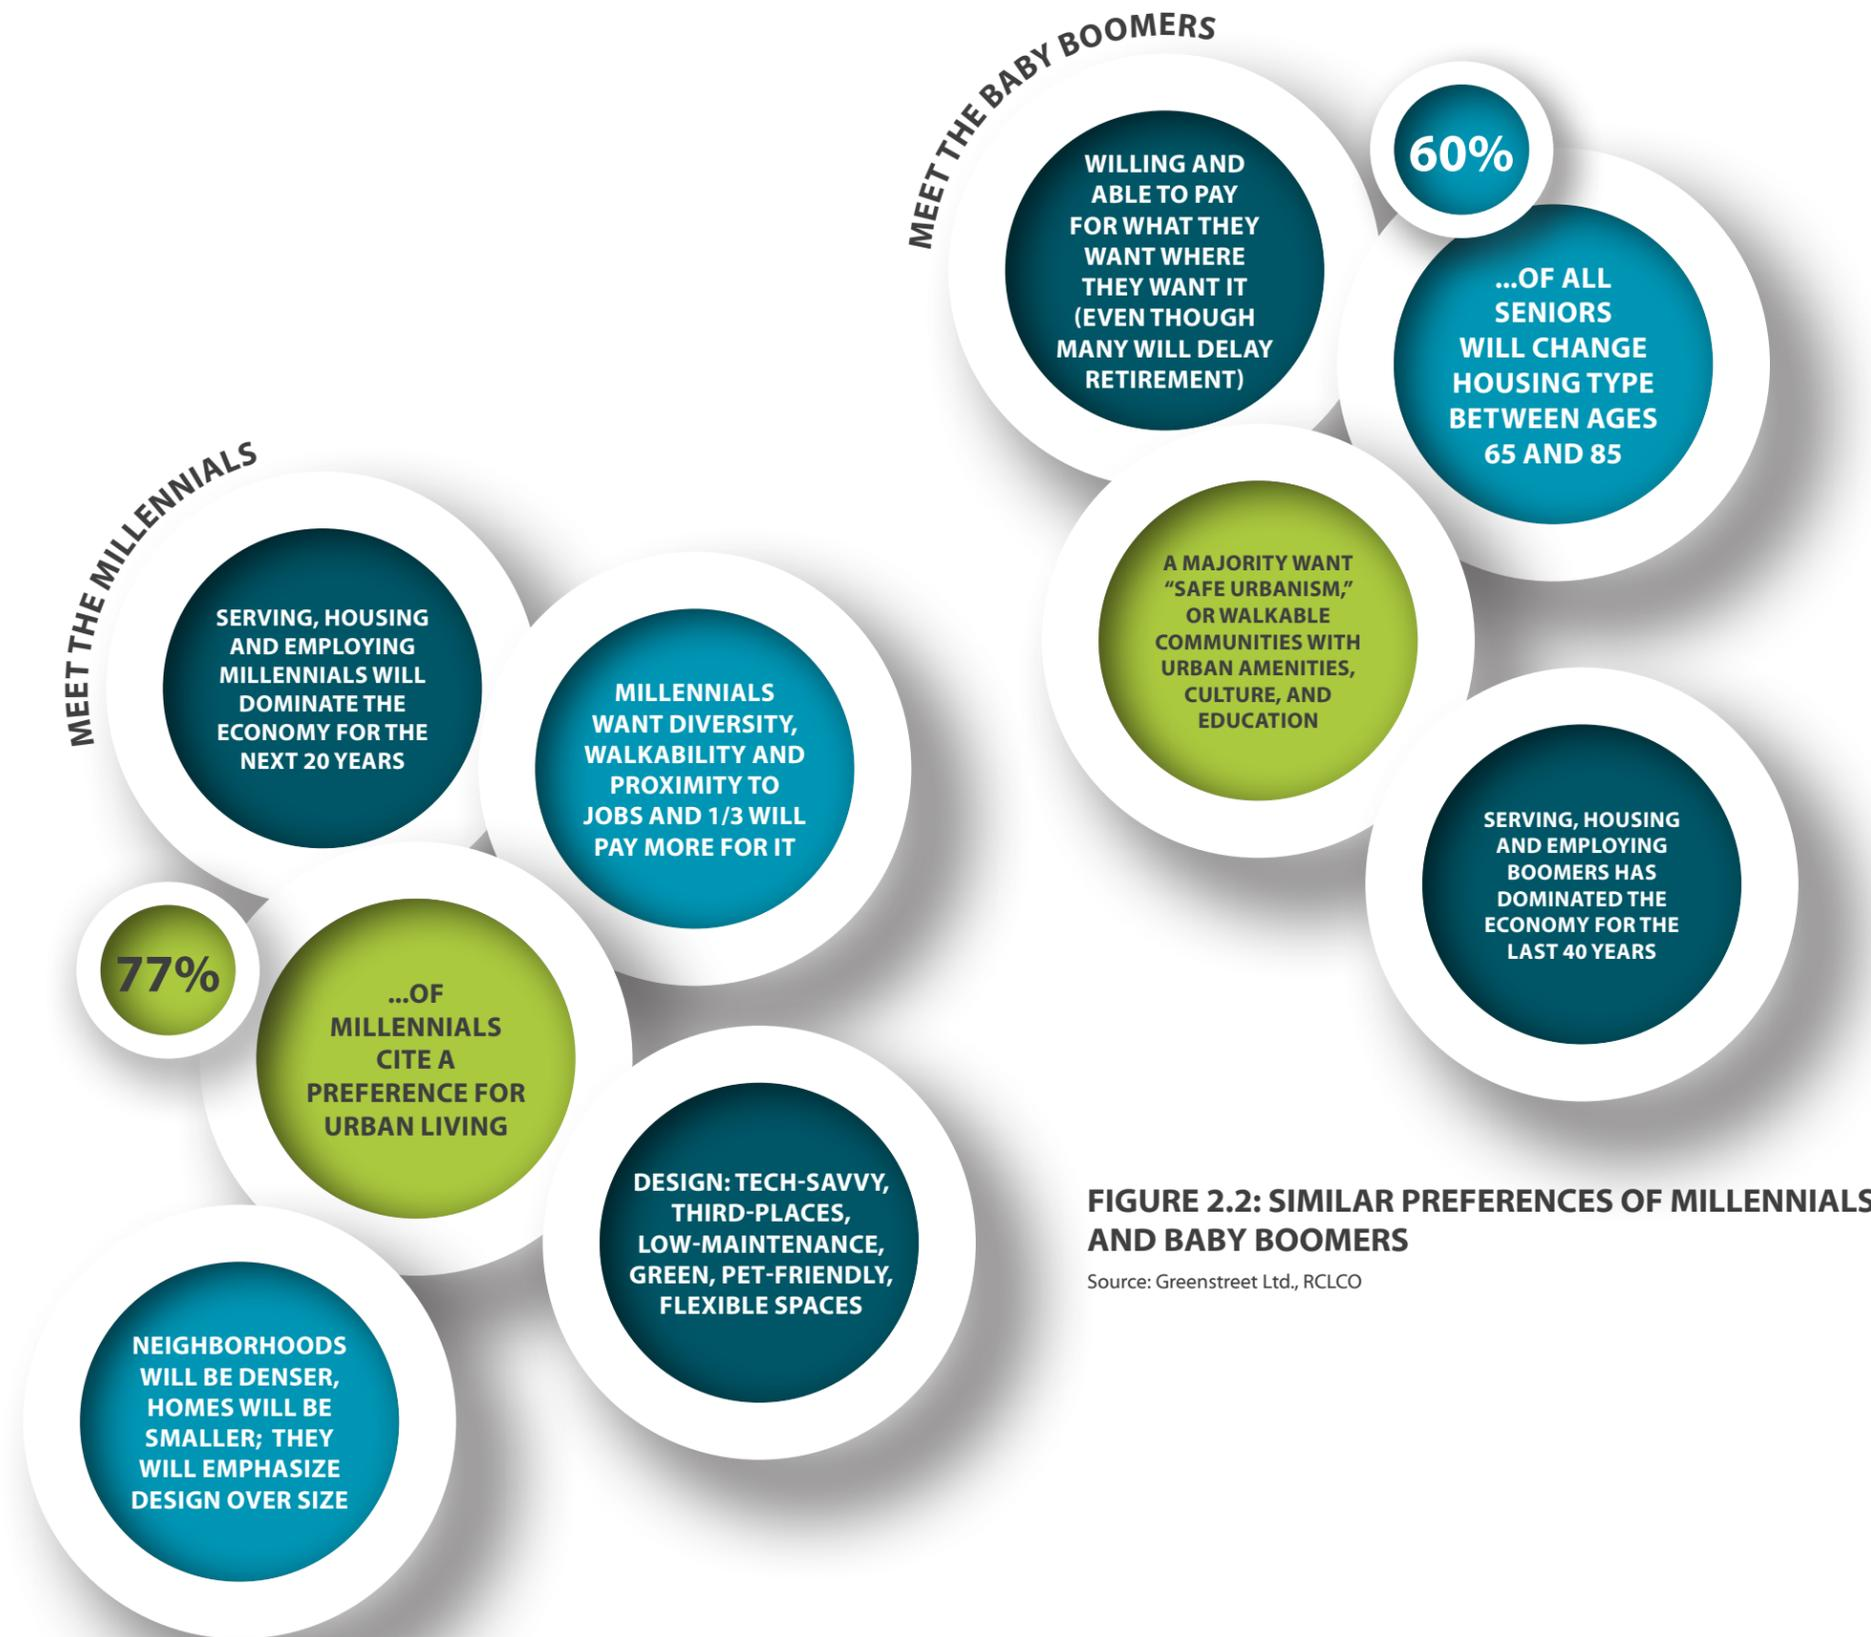 MEET THE BABY BOOMERS
WILLING AND
ABLE TO PAY
FOR WHAT THEY
WANT WHERE
THEY WANT IT
(EVEN THOUGH
MANY WILL DELAY
RETIREMENT)
60%
...OF ALL
SENIORS
WILL CHANGE
HOUSING TYPE
BETWEEN AGES
65 AND 85
A MAJORITY WANT
“SAFE URBANISM,”
OR WALKABLE
COMMUNITIES WITH
URBAN AMENITIES,
CULTURE, AND
EDUCATION
SERVING, HOUSING
AND EMPLOYING
BOOMERS HAS
DOMINATED THE
ECONOMY FOR THE
LAST 40 YEARS
MEET THE MILLENNIALS
SERVING, HOUSING
AND EMPLOYING
MILLENNIALS WILL
DOMINATE THE
ECONOMY FOR THE
NEXT 20 YEARS
MILLENNIALS
WANT DIVERSITY,
WALKABILITY AND
PROXIMITY TO
JOBS AND 1/3 WILL
PAY MORE FOR IT
77%
...OF
MILLENNIALS
CITE A
PREFERENCE FOR
URBAN LIVING
DESIGN: TECH-SAVVY,
THIRD-PLACES,
LOW-MAINTENANCE,
GREEN, PET-FRIENDLY,
FLEXIBLE SPACES
NEIGHBORHOODS
WILL BE DENSER,
HOMES WILL BE
SMALLER; THEY
WILL EMPHASIZE
DESIGN OVER SIZE
FIGURE 2.2: SIMILAR PREFERENCES OF MILLENNIALS
AND BABY BOOMERS
Source: Greenstreet Ltd., RCLCO